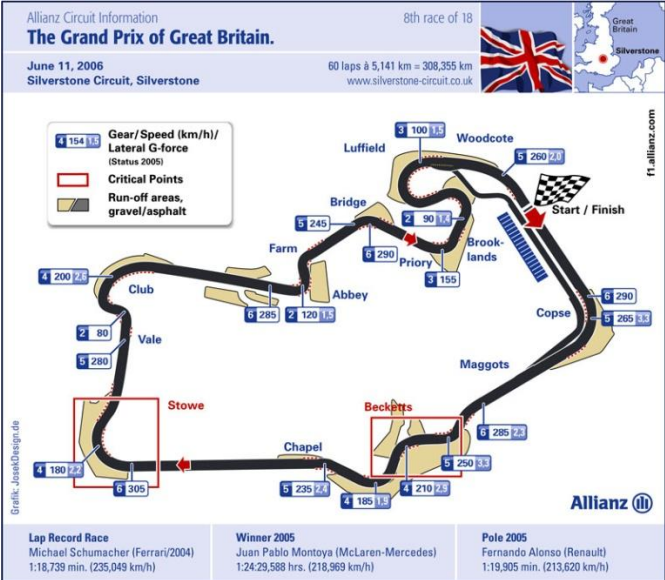 Allianz Circuit Information
8th race of 18
The Grand Prix of Great Britain.
June 11, 2006
60 laps à 5,141 km = 308,355 km
Silverstone Circuit, Silverstone
www.silverstone-circuit.co.uk
Great
Britain
Silverstone
f1.allianz.com
4 154 1,5
Gear/Speed (km/h)/
Lateral G-force
(Status 2005)
Critical Points
Run-off areas,
gravel/asphalt
3 100 1,5
Woodcote
Luffield
5 260 2,0
Start / Finish
Bridge
5 245
2 90 1,4
Farm
6 290
Priory
Brook-
lands
3 155
4 200 2,6
Club
Abbey
6 285
2 120 1,5
6 290
Copse
5 265 3,3
2 80
Vale
5 280
Maggots
Stowe
Becketts
6 285 2,3
Chapel
4 180 2,2
6 305
5 235 2,4
4 185 1,9
4 210 2,9
5 250 3,3
Grafik: JosekDesign.de
Allianz
Lap Record Race
Michael Schumacher (Ferrari/2004)
1:18,739 min. (235,049 km/h)
Winner 2005
Juan Pablo Montoya (McLaren-Mercedes)
1:24:29,588 hrs. (218,969 km/h)
Pole 2005
Fernando Alonso (Renault)
1:19,905 min. (213,620 km/h)